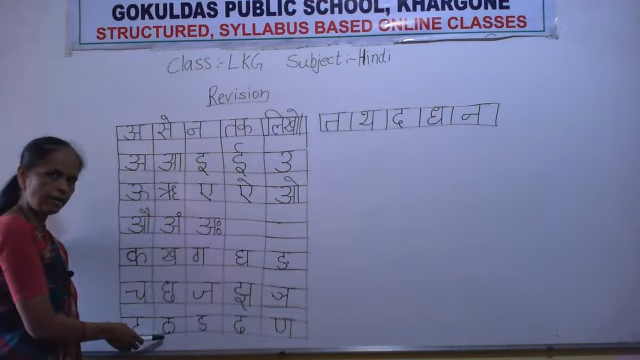 GOKULDAS PUBLIC SCHOOL, KHARGONE
STRUCTURED, SYLLABUS BASED ONLINE CLASSES
Class:- LKG Subject:- Hindi
Revision
अ से न तक लिखो
अ आ इ ई उ
ऊ ऋ ए ऐ ओ
औ अं अः - -
क ख ग घ ङ
च छ ज झ ञ
ट ठ ड ढ ण
त थ द ध न